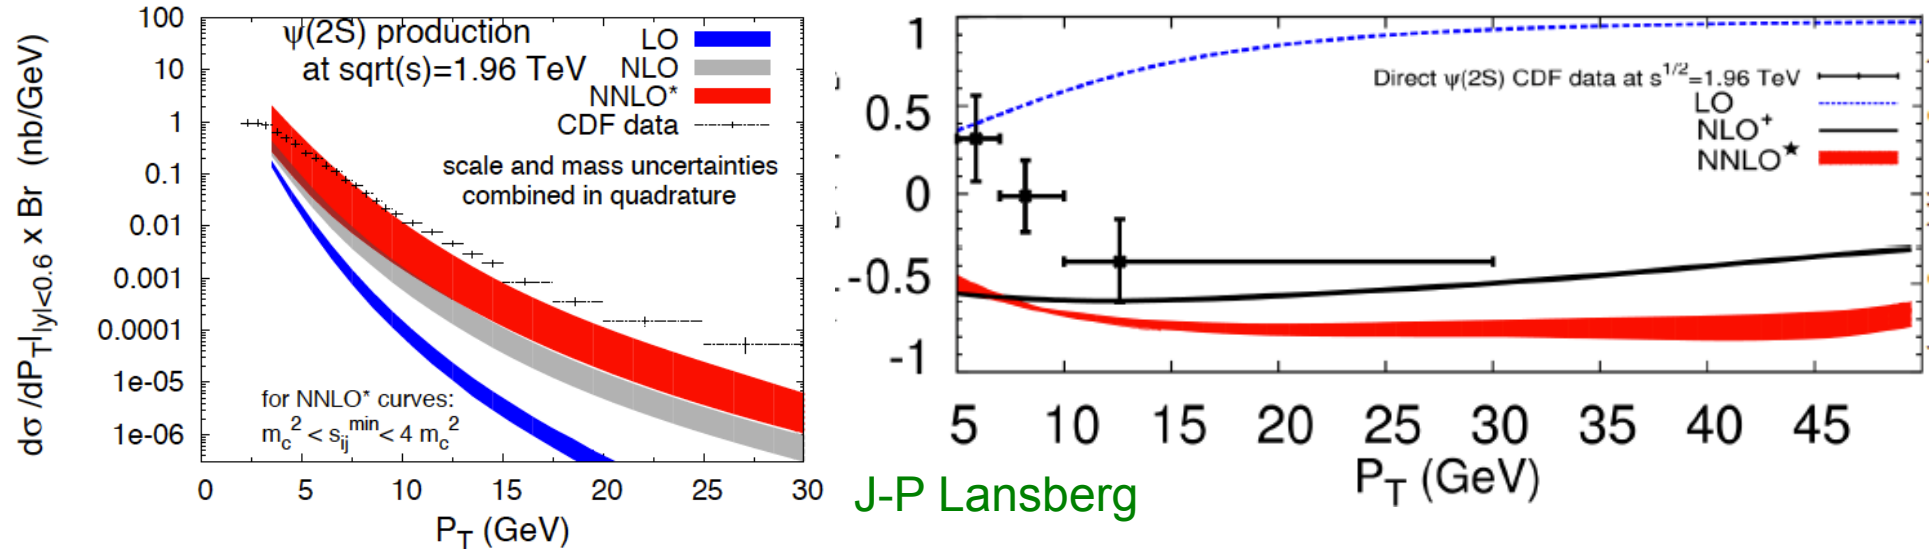 ψ(2S) production
at sqrt(s)=1.96 TeV
LO
NLO
NNLO*
CDF data
scale and mass uncertainties
combined in quadrature
for NNLO* curves:
m_c^2 < s_ij^min < 4 m_c^2
dσ/dP_T|_|y|<0.6 x Br (nb/GeV)
100
10
1
0.1
0.01
0.001
0.0001
1e-05
1e-06
0 5 10 15 20 25 30
P_T (GeV)
Direct ψ(2S) CDF data at s^1/2=1.96 TeV
LO
NLO^+
NNLO^★
1
0.5
0
-0.5
-1
5 10 15 20 25 30 35 40 45
P_T (GeV)
J-P Lansberg